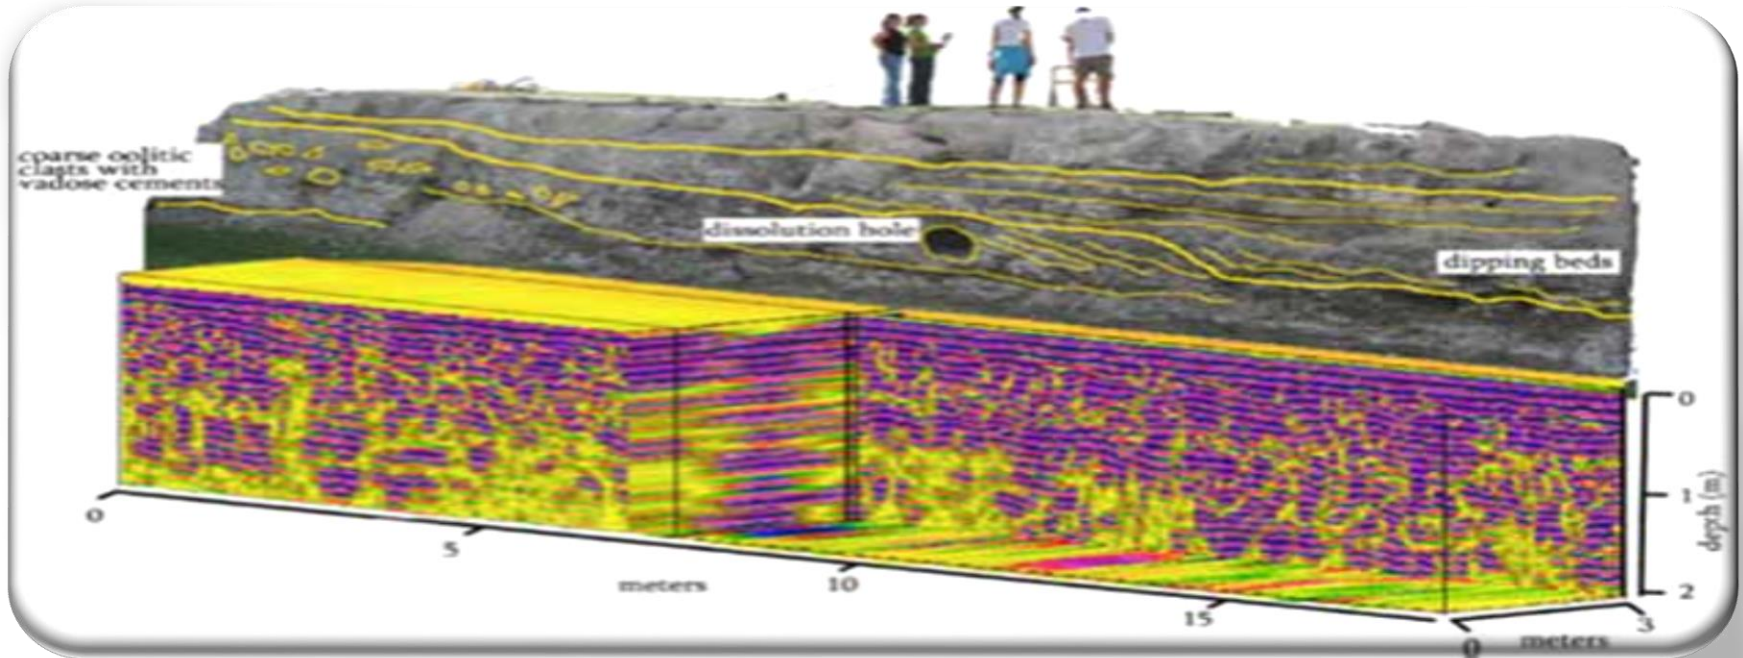 coarse oolitic
clasts with
vadose cements
dissolution hole
dipping beds
0
1
2
depth (m)
0
5
10
15
meters
0
3
meters